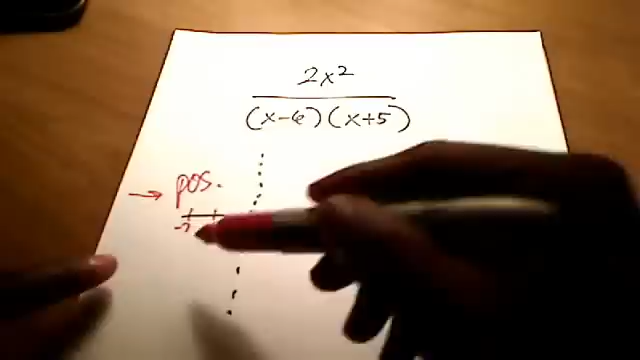 2x²
(x-6)(x+5)
→ pos.